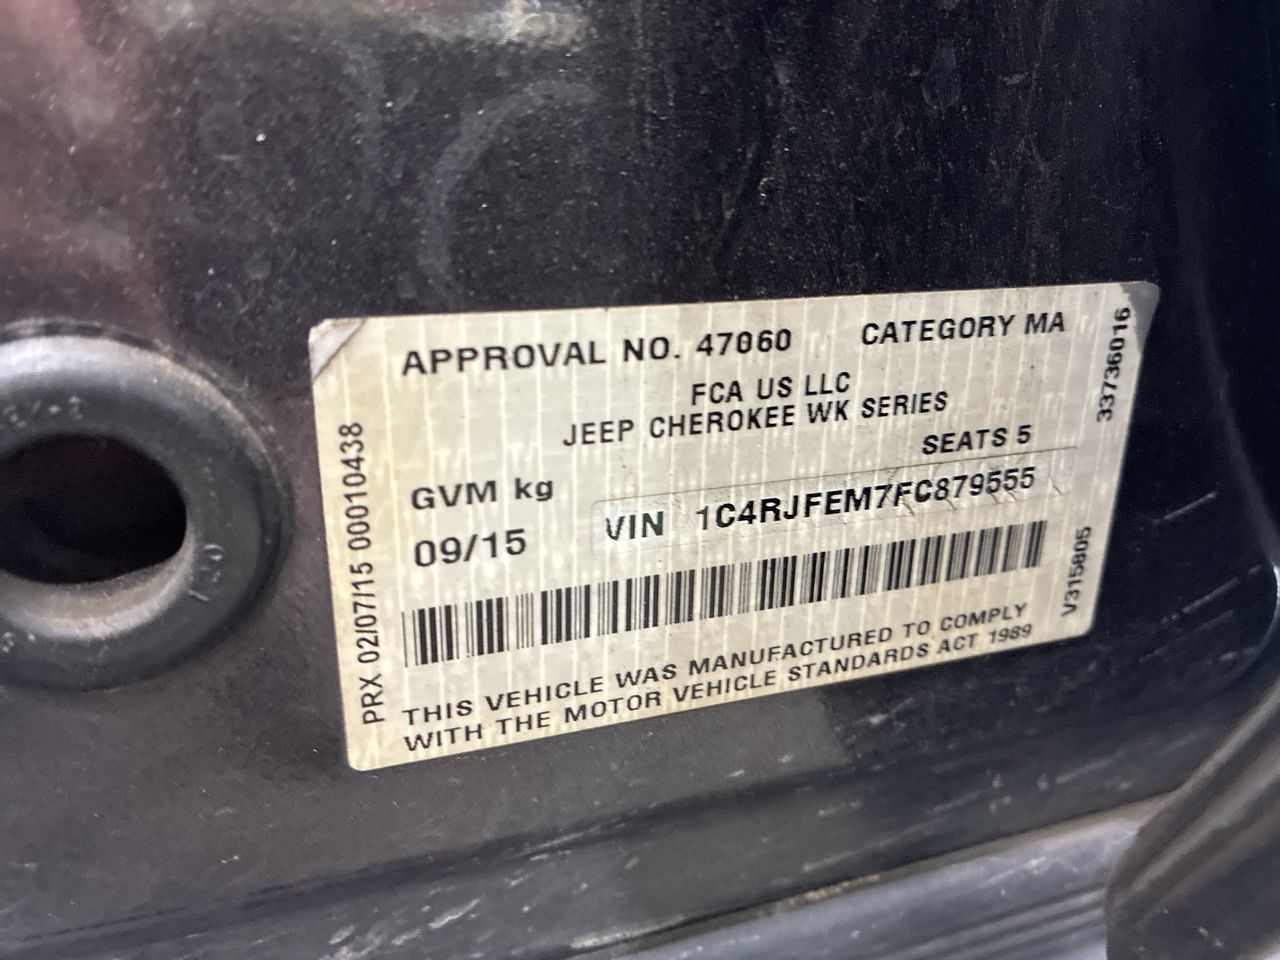 APPROVAL NO. 47060 CATEGORY MA
FCA US LLC
JEEP CHEROKEE WK SERIES
SEATS 5
GVM kg
VIN 1C4RJFEM7FC879555
09/15
THIS VEHICLE WAS MANUFACTURED TO COMPLY
WITH THE MOTOR VEHICLE STANDARDS ACT 1989
PRX 02/07/15 00010438
33736016
V315805